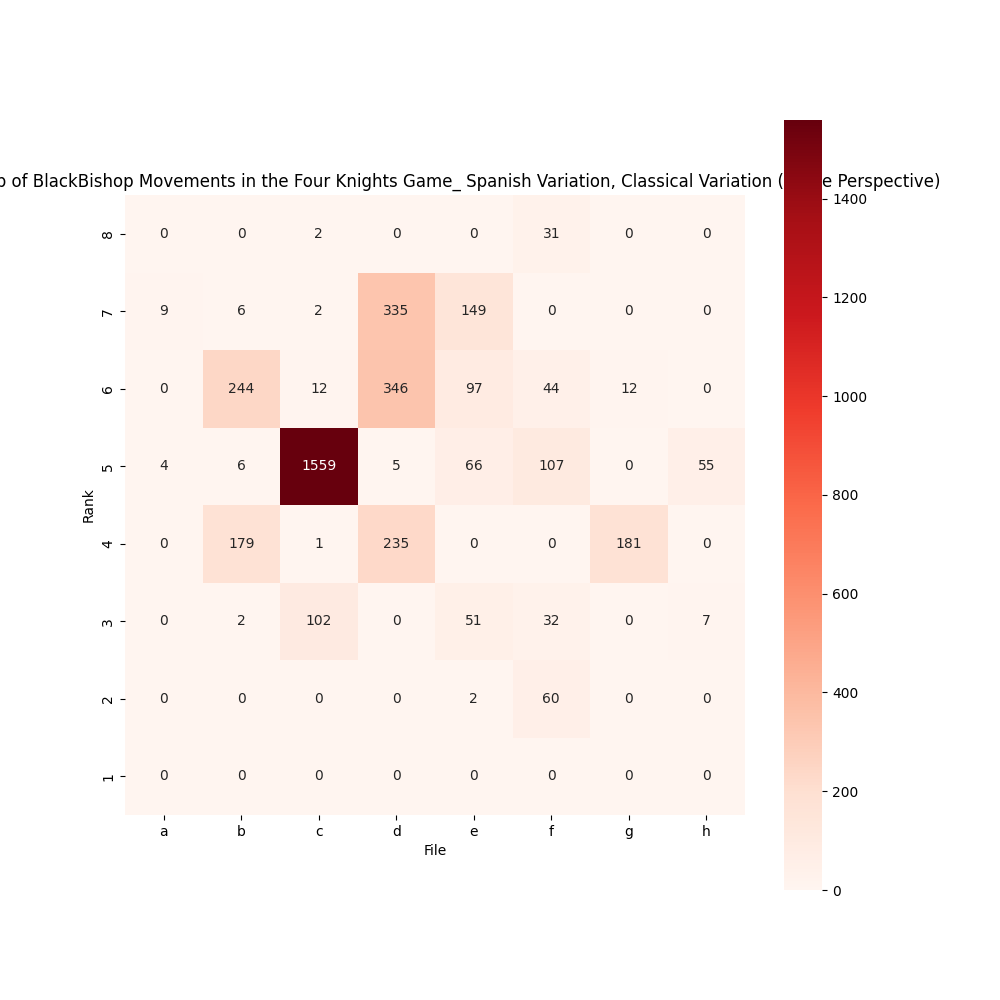 of BlackBishop Movements in the Four Knights Game_ Spanish Variation, Classical Variation ( e Perspective)
8 0 0 2 0 0 31 0 0
7 9 6 2 335 149 0 0 0
6 0 244 12 346 97 44 12 0
5 4 6 1559 5 66 107 0 55
4 0 179 1 235 0 0 181 0
3 0 2 102 0 51 32 0 7
2 0 0 0 0 2 60 0 0
1 0 0 0 0 0 0 0 0
a b c d e f g h
File
Rank
1400
1200
1000
800
600
400
200
0